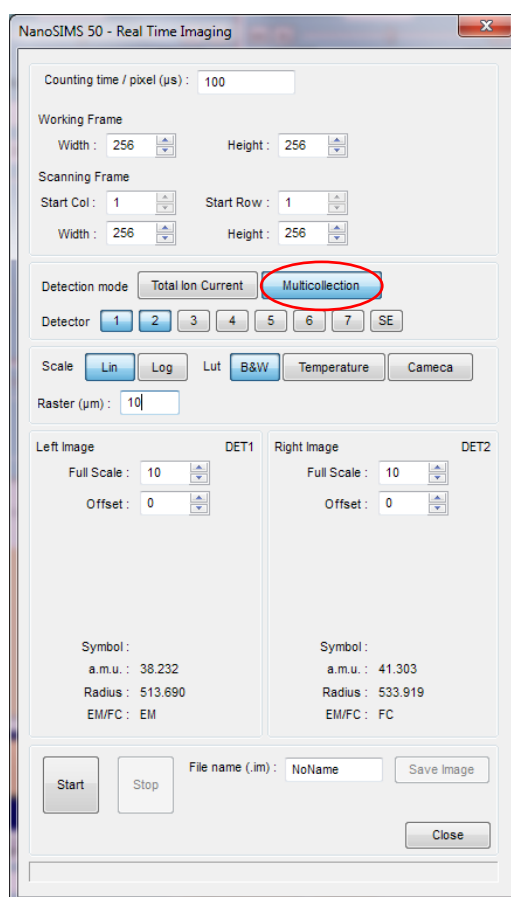 NanoSIMS 50 - Real Time Imaging
Counting time / pixel (µs) : 100
Working Frame
Width : 256 Height : 256
Scanning Frame
Start Col : 1 Start Row : 1
Width : 256 Height : 256
Detection mode Total Ion Current Multicollection
Detector 1 2 3 4 5 6 7 SE
Scale Lin Log Lut B&W Temperature Cameca
Raster (µm) : 10
Left Image DET1 Right Image DET2
Full Scale : 10 Full Scale : 10
Offset : 0 Offset : 0
Symbol : Symbol :
a.m.u. : 38.232 a.m.u. : 41.303
Radius : 513.690 Radius : 533.919
EM/FC : EM EM/FC : FC
Start Stop File name (.im) : NoName Save Image
Close